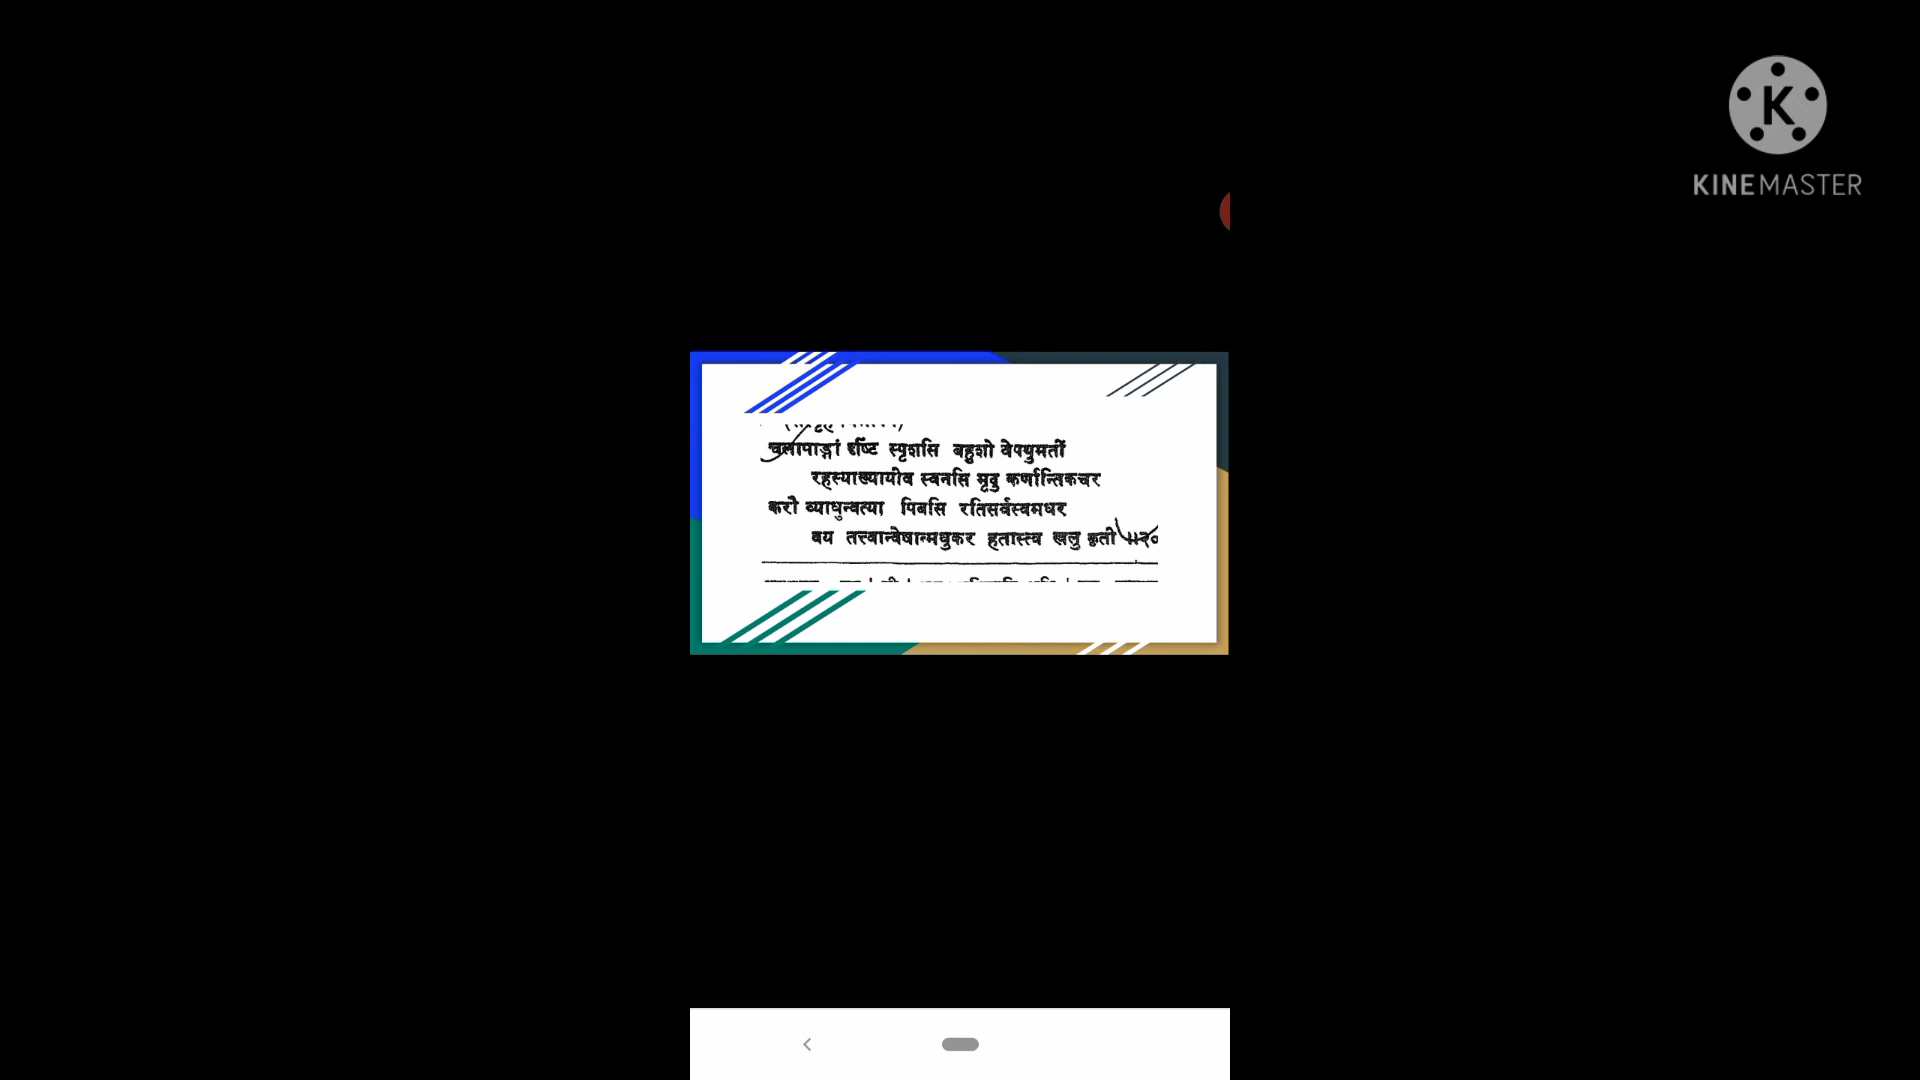 KINEMASTER
चलापाङ्गां दृष्टिं स्पृशसि बहुशो वेपथुमतीं
रहस्याख्यायीव स्वनसि मृदु कर्णान्तिकचर
करौ व्याधुन्वत्या पिबसि रतिसर्वस्वमधर
वय तत्त्वान्वेषान्मधुकर हतास्त्व खलु कृती ॥२०